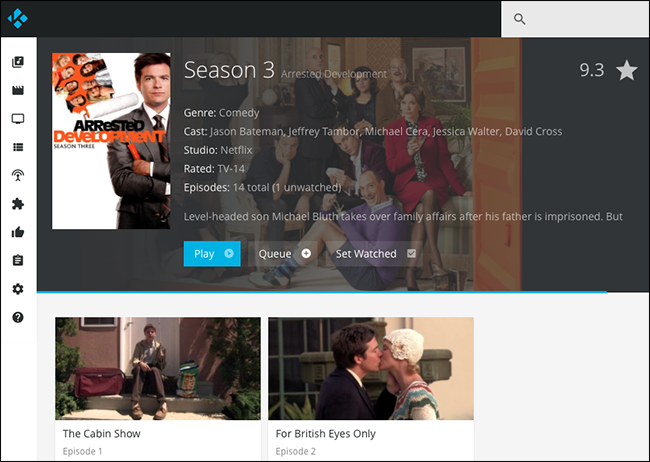 Season 3 Arrested Development
9.3
ARRESTED
DEVELOPMENT
SEASON THREE
Genre: Comedy
Cast: Jason Bateman, Jeffrey Tambor, Michael Cera, Jessica Walter, David Cross
Studio: Netflix
Rated: TV-14
Episodes: 14 total (1 unwatched)
Level-headed son Michael Bluth takes over family affairs after his father is imprisoned. But
Play Queue Set Watched
The Cabin Show
Episode 1
For British Eyes Only
Episode 2